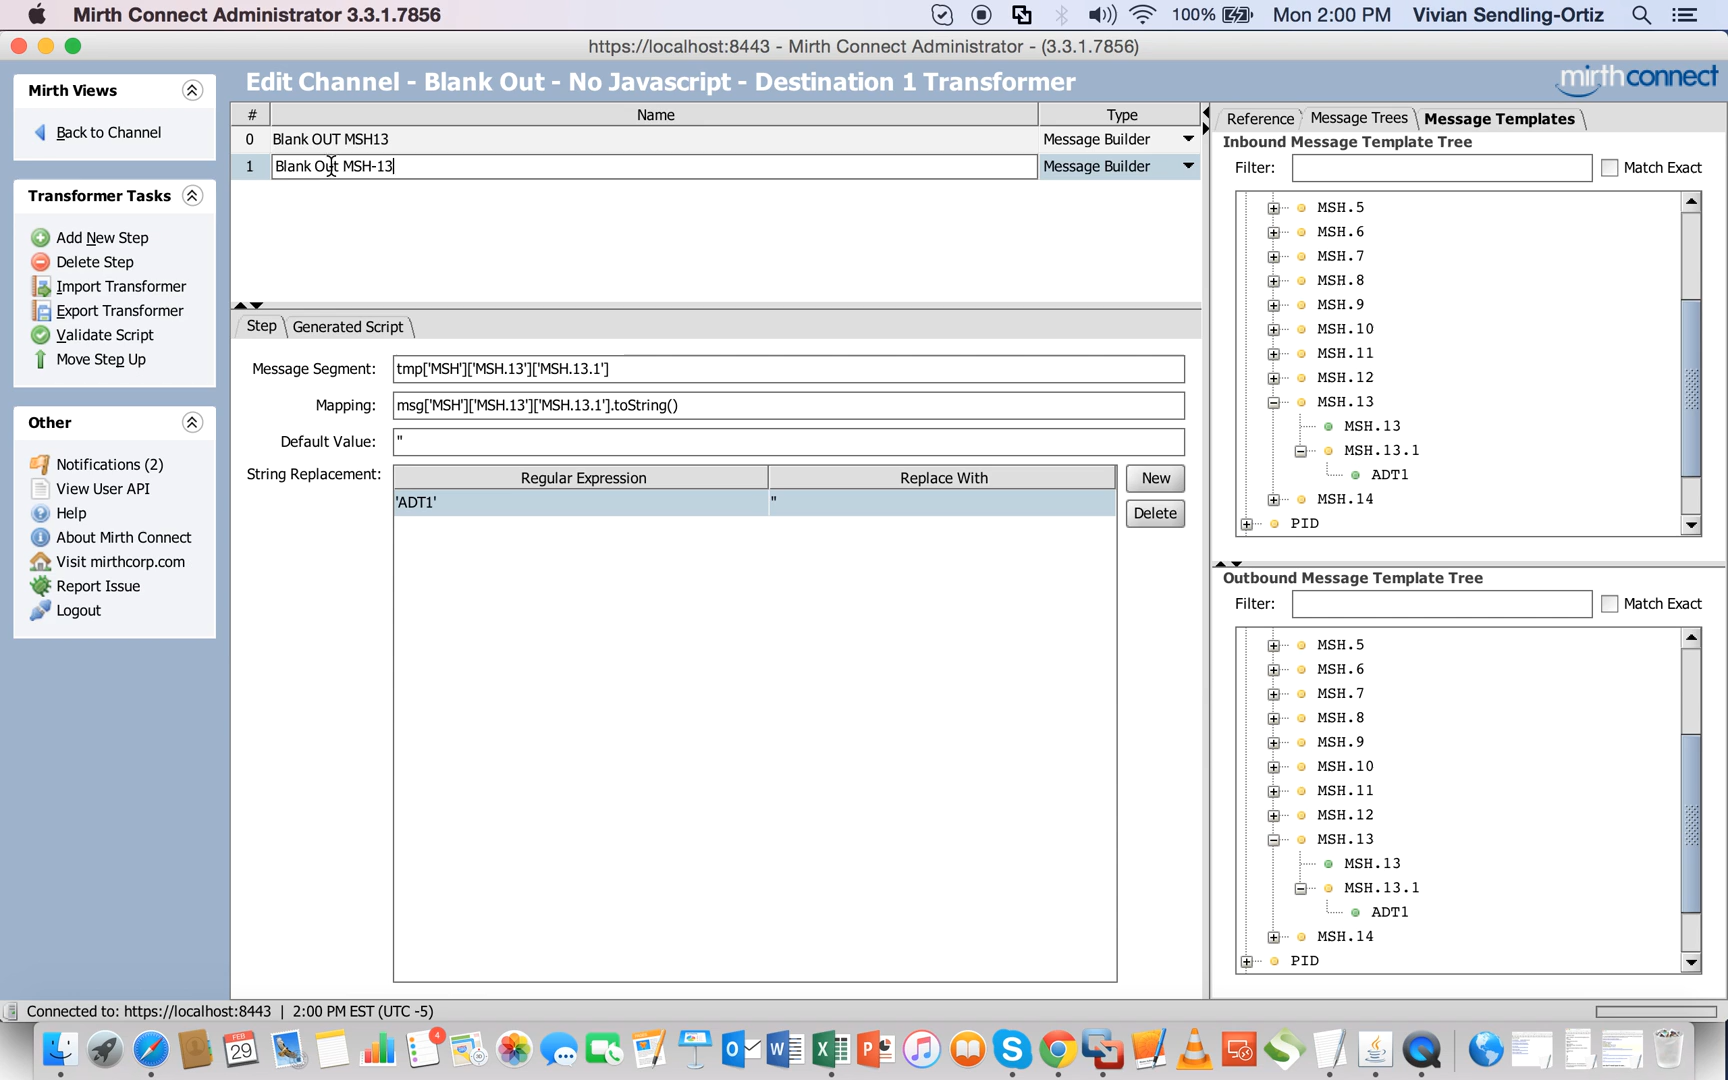 Mirth Connect Administrator 3.3.1.7856
100%
Mon 2:00 PM
Vivian Sendling-Ortiz
https://localhost:8443 - Mirth Connect Administrator - (3.3.1.7856)
Mirth Views
Back to Channel
Transformer Tasks
Add New Step
Delete Step
Import Transformer
Export Transformer
Validate Script
Move Step Up
Other
Notifications (2)
View User API
Help
About Mirth Connect
Visit mirthcorp.com
Report Issue
Logout
Edit Channel - Blank Out - No Javascript - Destination 1 Transformer
mirthconnect
# Name Type
0 Blank OUT MSH13 Message Builder
1 Blank Out MSH-13 Message Builder
Step Generated Script
Message Segment: tmp['MSH']['MSH.13']['MSH.13.1']
Mapping: msg['MSH']['MSH.13']['MSH.13.1'].toString()
Default Value: ''
String Replacement: Regular Expression Replace With New
'ADT1' ''
Delete
Reference Message Trees Message Templates
Inbound Message Template Tree
Filter: Match Exact
MSH.5
MSH.6
MSH.7
MSH.8
MSH.9
MSH.10
MSH.11
MSH.12
MSH.13
MSH.13
MSH.13.1
ADT1
MSH.14
PID
Outbound Message Template Tree
Filter: Match Exact
MSH.5
MSH.6
MSH.7
MSH.8
MSH.9
MSH.10
MSH.11
MSH.12
MSH.13
MSH.13
MSH.13.1
ADT1
MSH.14
PID
Connected to: https://localhost:8443 | 2:00 PM EST (UTC -5)
FEB
29
4